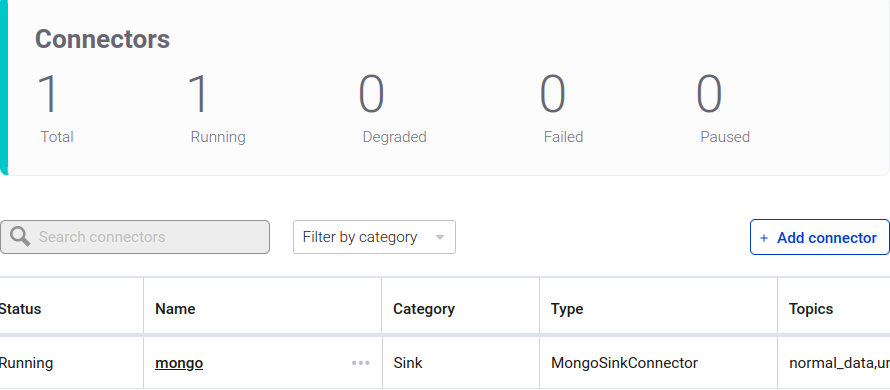 Connectors
1 1 0 0 0
Total Running Degraded Failed Paused
Search connectors Filter by category + Add connector
Status Name Category Type Topics
Running mongo ••• Sink MongoSinkConnector normal_data,